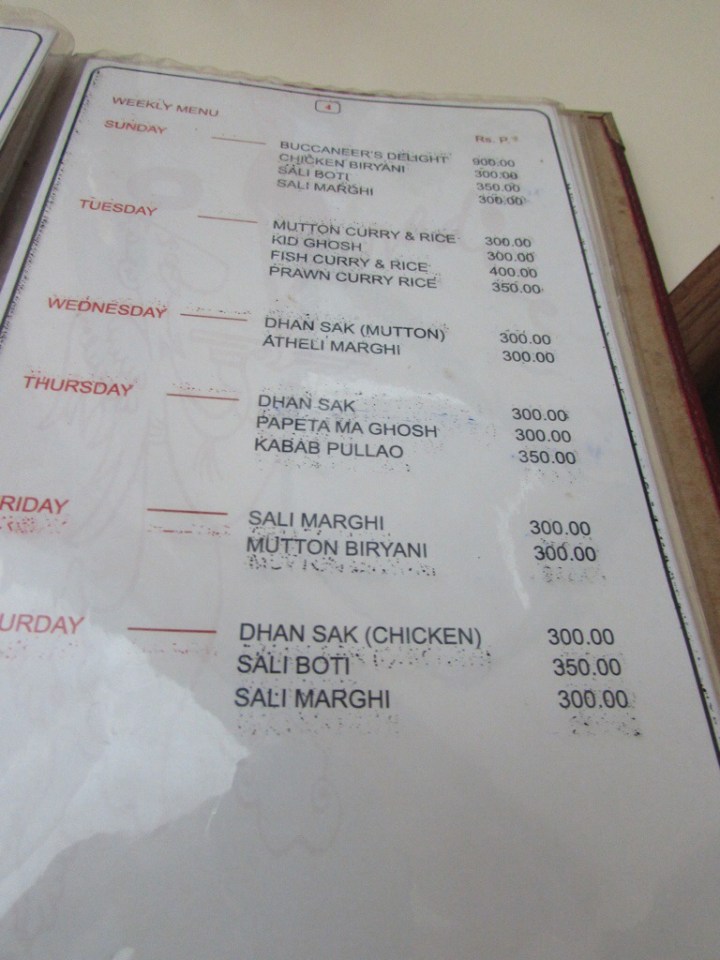 WEEKLY MENU 4
Rs. P.
SUNDAY BUCCANEER'S DELIGHT 900.00
CHICKEN BIRYANI 300.00
SALI BOTI 350.00
SALI MARGHI 300.00
TUESDAY MUTTON CURRY & RICE 300.00
KID GHOSH 300.00
FISH CURRY & RICE 400.00
PRAWN CURRY RICE 350.00
WEDNESDAY DHAN SAK (MUTTON) 300.00
ATHELI MARGHI 300.00
THURSDAY DHAN SAK 300.00
PAPETA MA GHOSH 300.00
KABAB PULLAO 350.00
RIDAY SALI MARGHI 300.00
MUTTON BIRYANI 300.00
URDAY DHAN SAK (CHICKEN) 300.00
SALI BOTI 350.00
SALI MARGHI 300.00